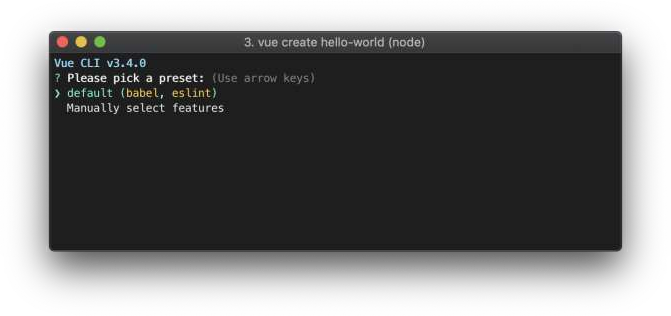 3. vue create hello-world (node)
Vue CLI v3.4.0
? Please pick a preset: (Use arrow keys)
❯ default (babel, eslint)
Manually select features